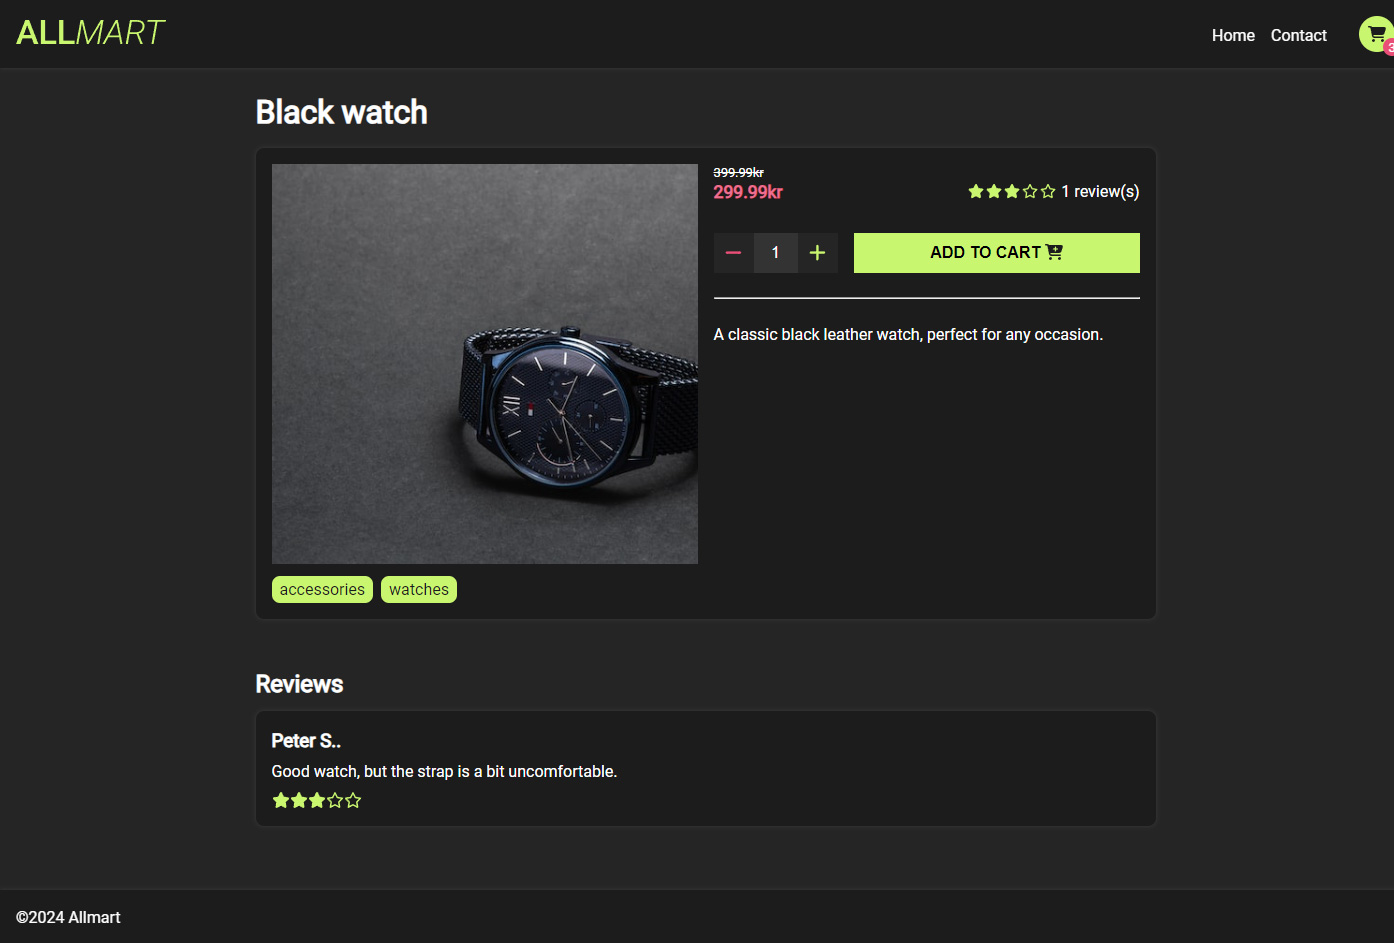 ALLMART
Home Contact
3
Black watch
399.99kr
299.99kr
1 review(s)
1
ADD TO CART
A classic black leather watch, perfect for any occasion.
accessories watches
Reviews
Peter S..
Good watch, but the strap is a bit uncomfortable.
©2024 Allmart